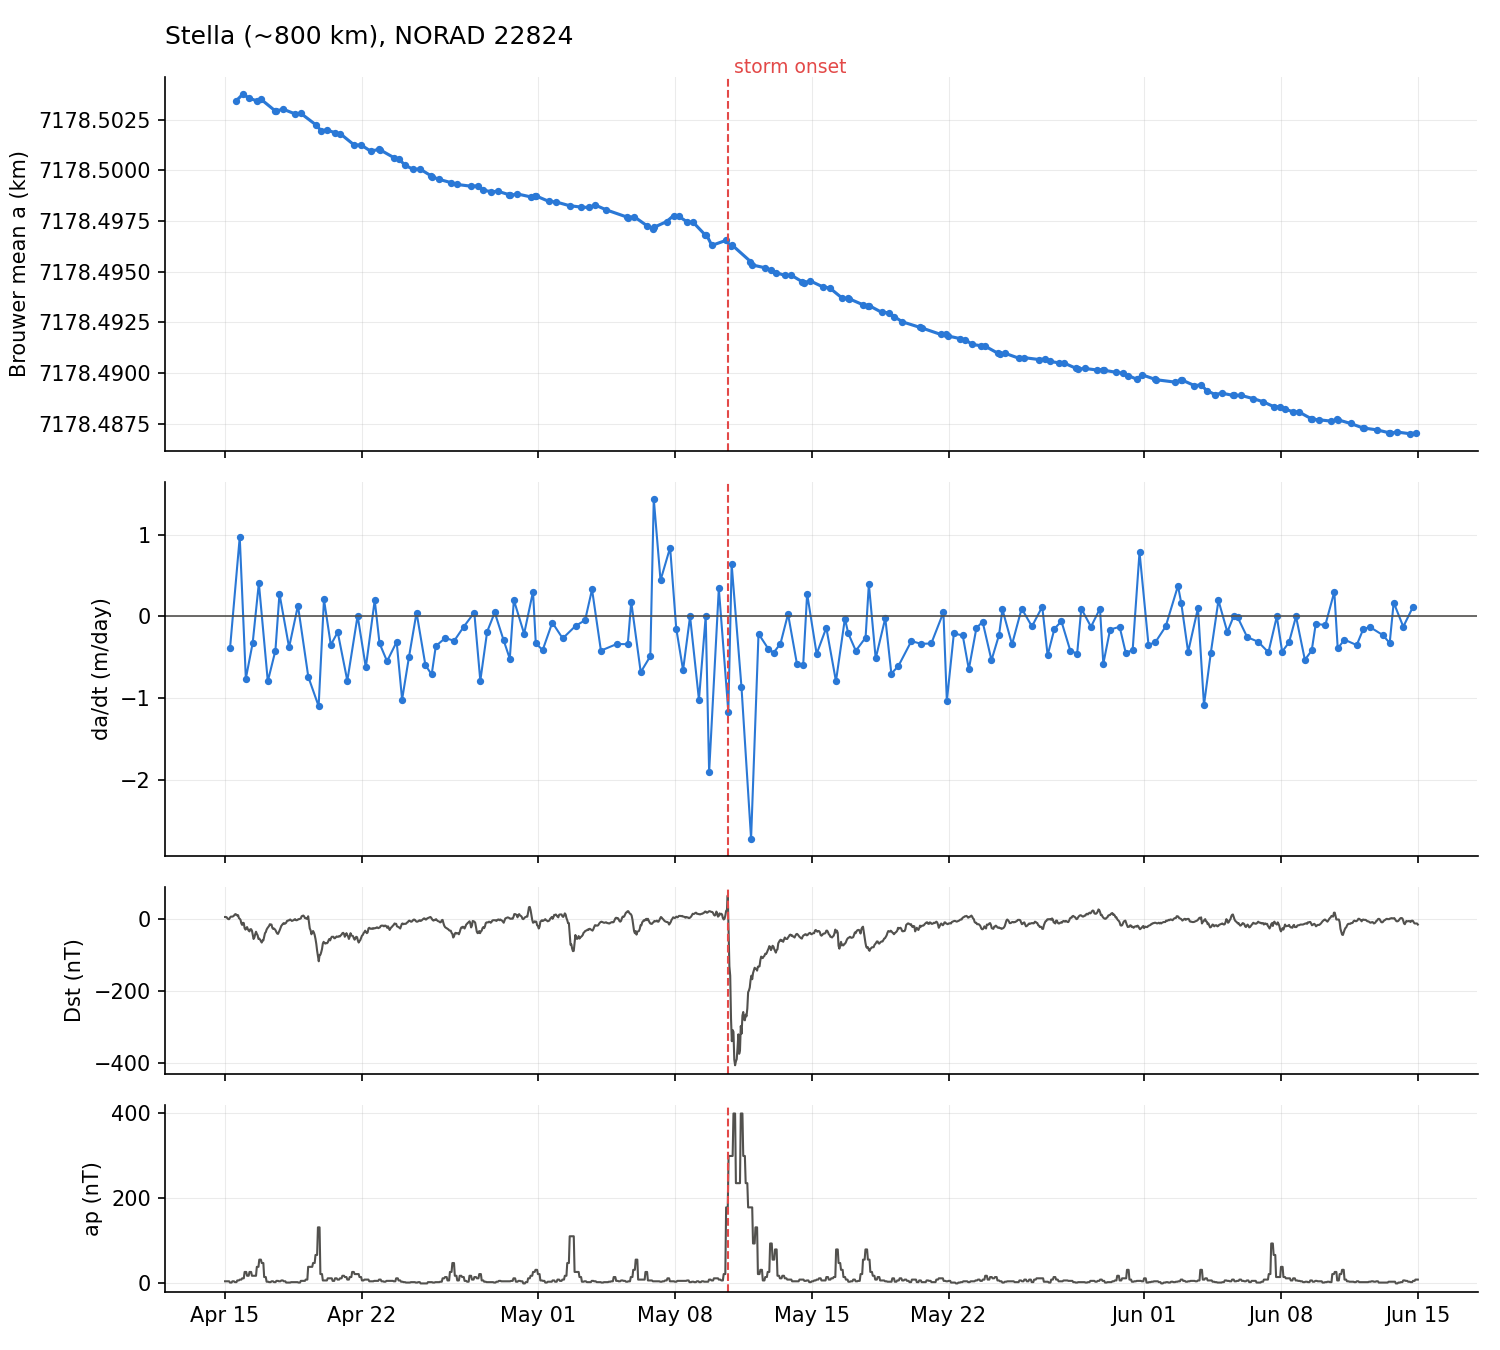 Stella (~800 km), NORAD 22824
storm onset
Brouwer mean a (km)
7178.5025
7178.5000
7178.4975
7178.4950
7178.4925
7178.4900
7178.4875
da/dt (m/day)
1
0
−1
−2
Dst (nT)
0
−200
−400
ap (nT)
400
200
0
Apr 15 Apr 22 May 01 May 08 May 15 May 22 Jun 01 Jun 08 Jun 15